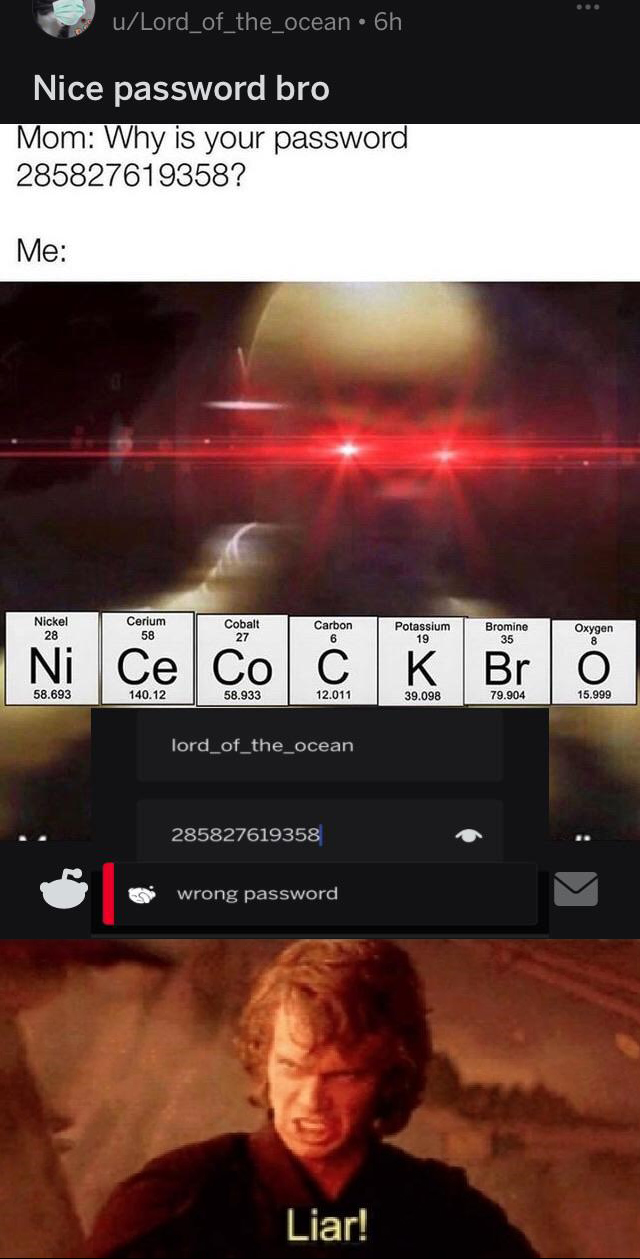 u/Lord_of_the_ocean • 6h
Nice password bro
Mom: Why is your password
285827619358?
Me:
Nickel Cerium Cobalt Carbon Potassium Bromine Oxygen
28 58 27 6 19 35 8
Ni Ce Co C K Br O
58.693 140.12 58.933 12.011 39.098 79.904 15.999
lord_of_the_ocean
285827619358
wrong password
Liar!